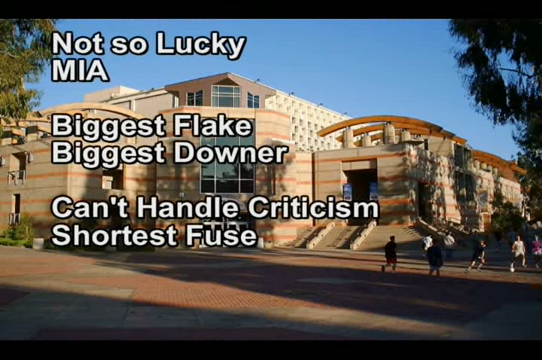 Not so Lucky
MIA
Biggest Flake
Biggest Downer
Can't Handle Criticism
Shortest Fuse